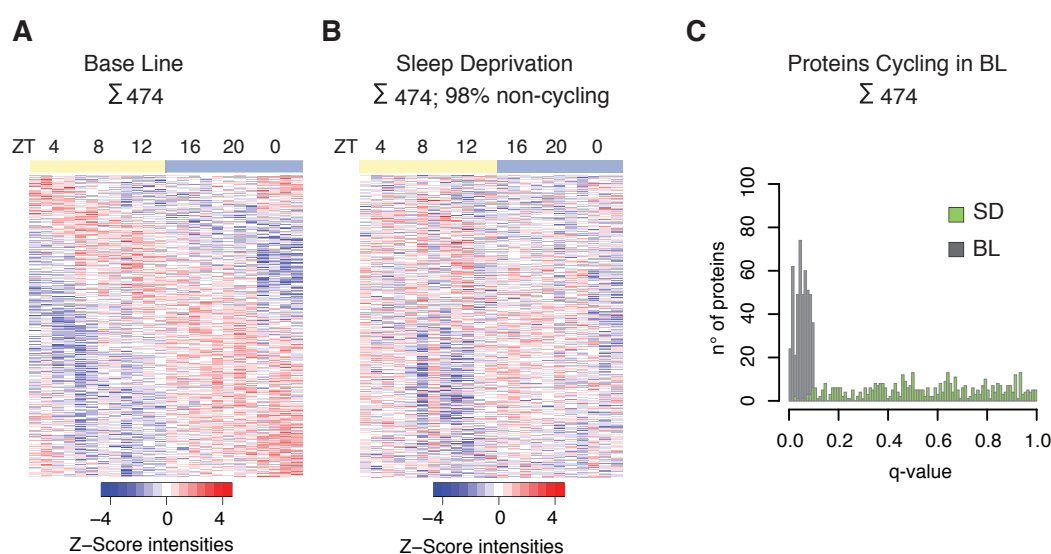 A
Base Line
Σ 474
ZT 4 8 12 16 20 0
−4 0 4
Z−Score intensities
B
Sleep Deprivation
Σ 474; 98% non-cycling
ZT 4 8 12 16 20 0
−4 0 4
Z−Score intensities
C
Proteins Cycling in BL
Σ 474
n° of proteins
100
80
60
40
20
0
SD
BL
0.0 0.2 0.4 0.6 0.8 1.0
q-value